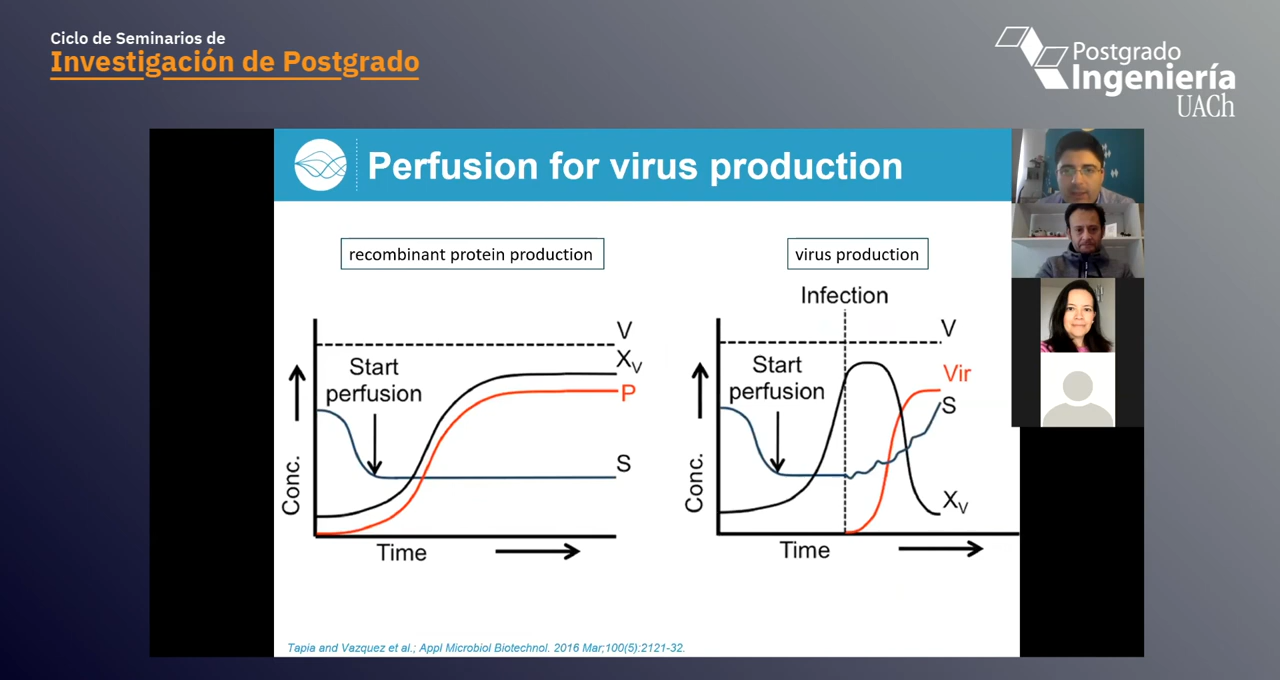 Ciclo de Seminarios de
Investigación de Postgrado
Postgrado
Ingeniería
UACh
Perfusion for virus production
recombinant protein production
virus production
Infection
V
Start
perfusion
X_V
P
S
Conc.
Time
V
Start
perfusion
Vir
S
X_V
Conc.
Time
Tapia and Vazquez et al.; Appl Microbiol Biotechnol. 2016 Mar;100(5):2121-32.